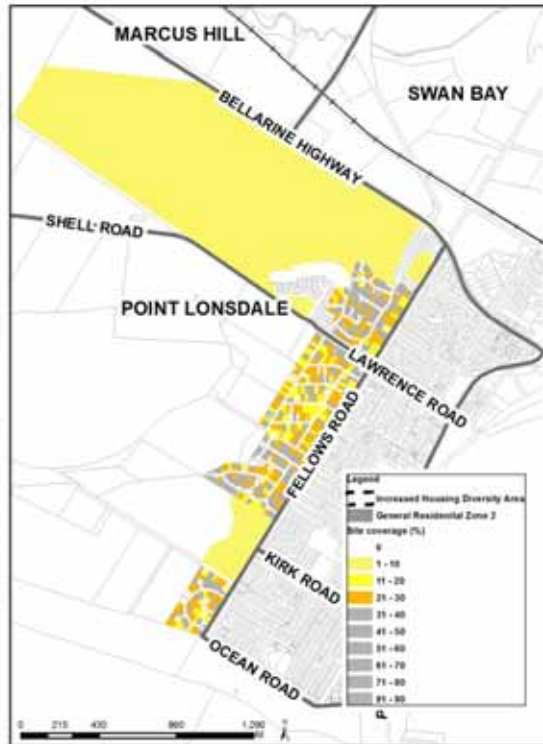 MARCUS HILL
SWAN BAY
BELLARINE HIGHWAY
SHELL ROAD
POINT LONSDALE
LAWRENCE ROAD
FELLOWS ROAD
KIRK ROAD
OCEAN ROAD
Legend
Increased Housing Diversity Area
General Residential Zone 2
Site coverage (%)
0
1 - 10
11 - 20
21 - 30
31 - 40
41 - 50
51 - 60
61 - 70
71 - 80
81 - 90
P
0 215 430 860 1,290
M